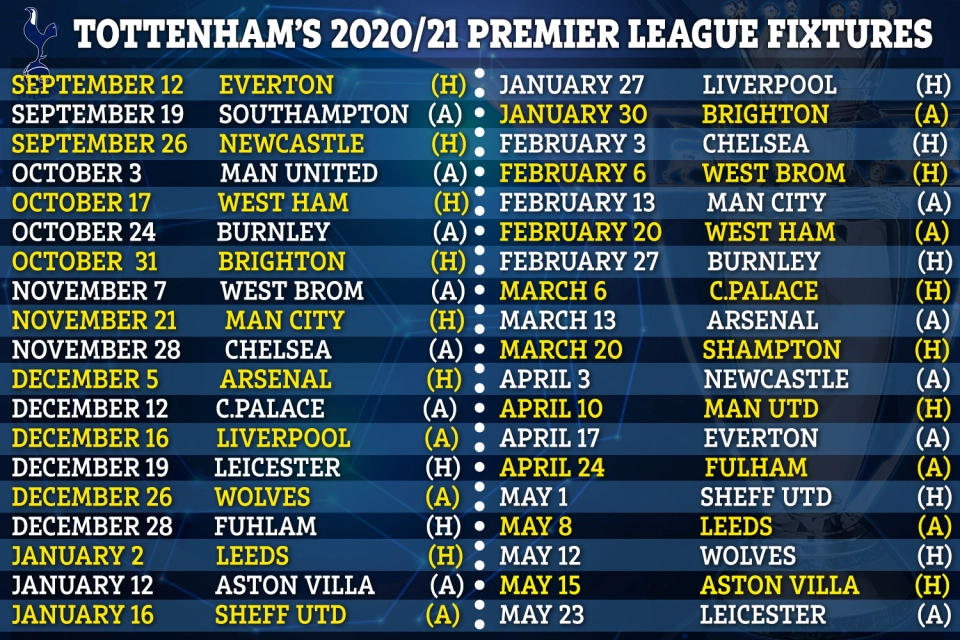 TOTTENHAM'S 2020/21 PREMIER LEAGUE FIXTURES
SEPTEMBER 12 EVERTON (H)
SEPTEMBER 19 SOUTHAMPTON (A)
SEPTEMBER 26 NEWCASTLE (H)
OCTOBER 3 MAN UNITED (A)
OCTOBER 17 WEST HAM (H)
OCTOBER 24 BURNLEY (A)
OCTOBER 31 BRIGHTON (H)
NOVEMBER 7 WEST BROM (A)
NOVEMBER 21 MAN CITY (H)
NOVEMBER 28 CHELSEA (A)
DECEMBER 5 ARSENAL (H)
DECEMBER 12 C.PALACE (A)
DECEMBER 16 LIVERPOOL (A)
DECEMBER 19 LEICESTER (H)
DECEMBER 26 WOLVES (A)
DECEMBER 28 FUHLAM (H)
JANUARY 2 LEEDS (H)
JANUARY 12 ASTON VILLA (A)
JANUARY 16 SHEFF UTD (A)
JANUARY 27 LIVERPOOL (H)
JANUARY 30 BRIGHTON (A)
FEBRUARY 3 CHELSEA (H)
FEBRUARY 6 WEST BROM (H)
FEBRUARY 13 MAN CITY (A)
FEBRUARY 20 WEST HAM (A)
FEBRUARY 27 BURNLEY (H)
MARCH 6 C.PALACE (H)
MARCH 13 ARSENAL (A)
MARCH 20 SHAMPTON (H)
APRIL 3 NEWCASTLE (A)
APRIL 10 MAN UTD (H)
APRIL 17 EVERTON (A)
APRIL 24 FULHAM (A)
MAY 1 SHEFF UTD (H)
MAY 8 LEEDS (A)
MAY 12 WOLVES (H)
MAY 15 ASTON VILLA (H)
MAY 23 LEICESTER (A)